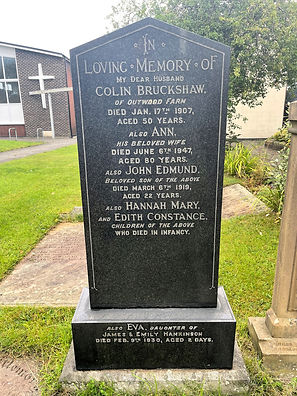 IN
LOVING MEMORY OF
MY DEAR HUSBAND
COLIN BRUCKSHAW,
OF OUTWOOD FARM
DIED JAN. 17TH 1907,
AGED 50 YEARS.
ALSO ANN,
HIS BELOVED WIFE
DIED JUNE 6TH 1947,
AGED 80 YEARS.
ALSO JOHN EDMUND,
BELOVED SON OF THE ABOVE
DIED MARCH 6TH 1919,
AGED 22 YEARS.
ALSO HANNAH MARY,
AND EDITH CONSTANCE,
CHILDREN OF THE ABOVE
WHO DIED IN INFANCY.
ALSO EVA, DAUGHTER OF
JAMES & EMILY HANKINSON
DIED FEB. 9TH 1930, AGED 2 DAYS.